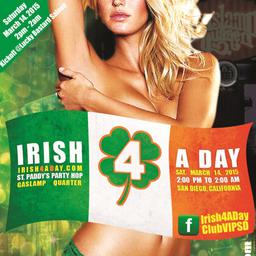 Saturday
March 14, 2015
2pm - 2am
Kickoff @Lucky Bastard Saloon
IRISH 4 A DAY
IRISH4ADAY.COM
ST. PADDY'S PARTY HOP
GASLAMP QUARTER
SAT. MARCH 14, 2015
2:00 PM TO 2:00 AM
SAN DIEGO, CALIFORNIA
f Irish4ADay
ClubVIPSD